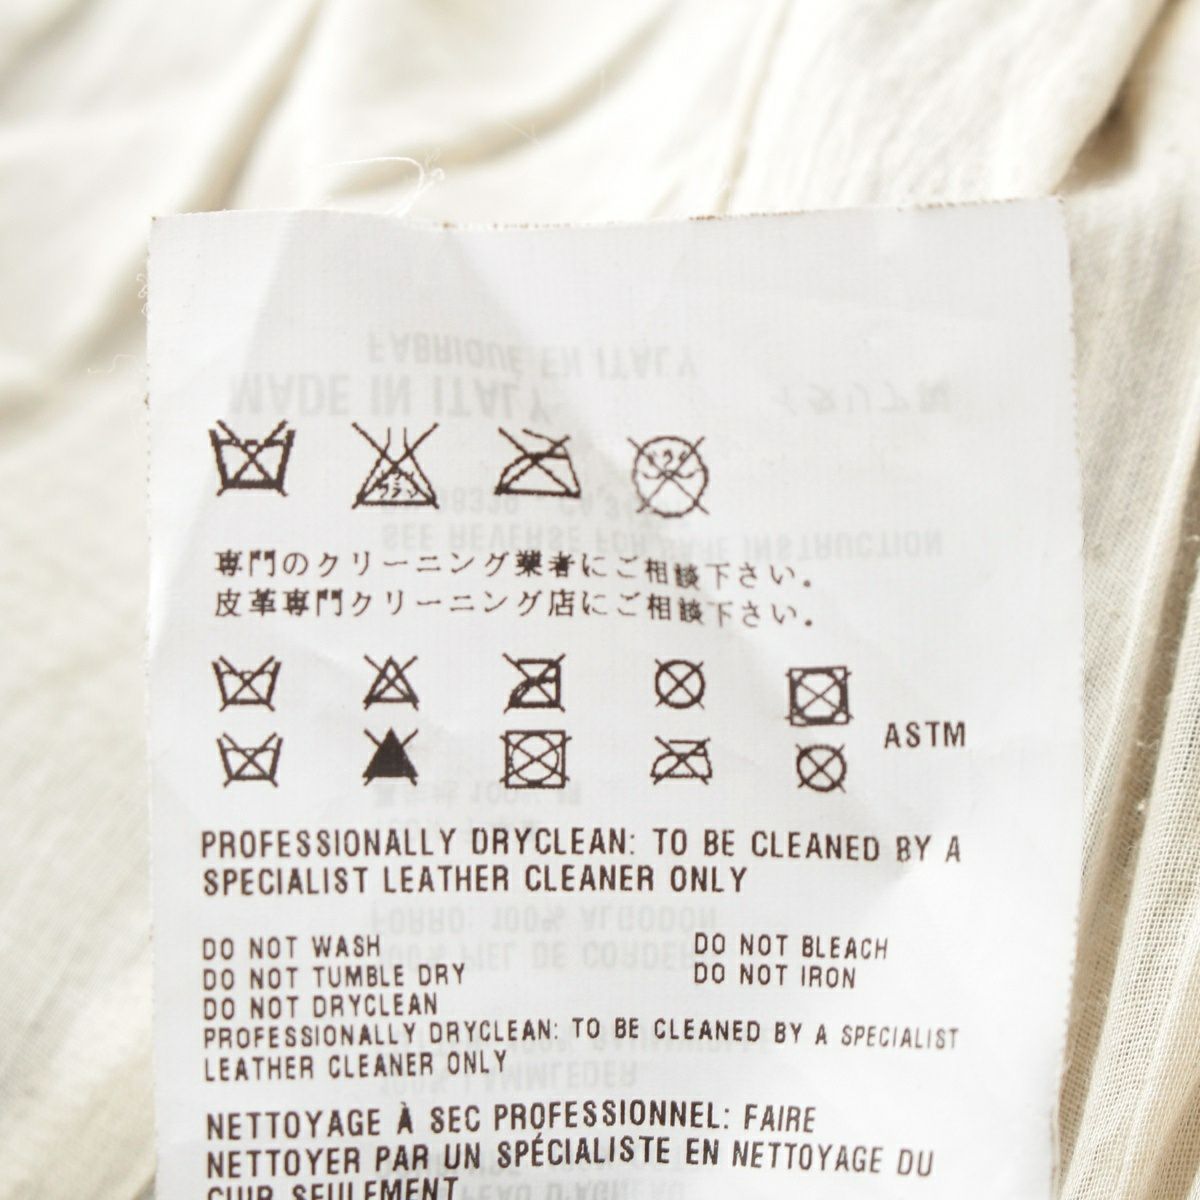 専門のクリーニング業者にご相談下さい。
皮革専門クリーニング店にご相談下さい。
ASTM
PROFESSIONALLY DRYCLEAN: TO BE CLEANED BY A
SPECIALIST LEATHER CLEANER ONLY
DO NOT WASH DO NOT BLEACH
DO NOT TUMBLE DRY DO NOT IRON
DO NOT DRYCLEAN
PROFESSIONALLY DRYCLEAN: TO BE CLEANED BY A SPECIALIST
LEATHER CLEANER ONLY
NETTOYAGE À SEC PROFESSIONNEL: FAIRE
NETTOYER PAR UN SPÉCIALISTE EN NETTOYAGE DU
CUIR SEULEMENT